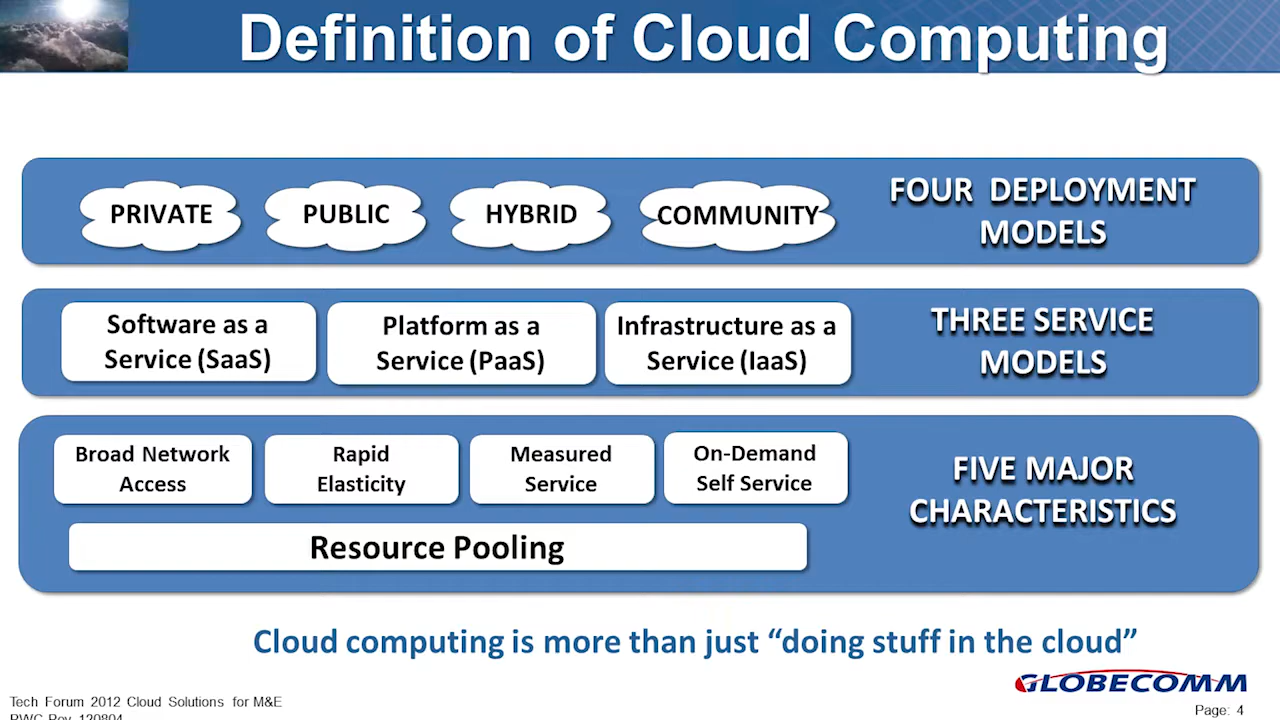 Definition of Cloud Computing
PRIVATE
PUBLIC
HYBRID
COMMUNITY
FOUR DEPLOYMENT
MODELS
Software as a
Service (SaaS)
Platform as a
Service (PaaS)
Infrastructure as a
Service (IaaS)
THREE SERVICE
MODELS
Broad Network
Access
Rapid
Elasticity
Measured
Service
On-Demand
Self Service
Resource Pooling
FIVE MAJOR
CHARACTERISTICS
Cloud computing is more than just “doing stuff in the cloud”
GLOBECOMM
Tech Forum 2012 Cloud Solutions for M&E
PWC Rev 120804
Page: 4